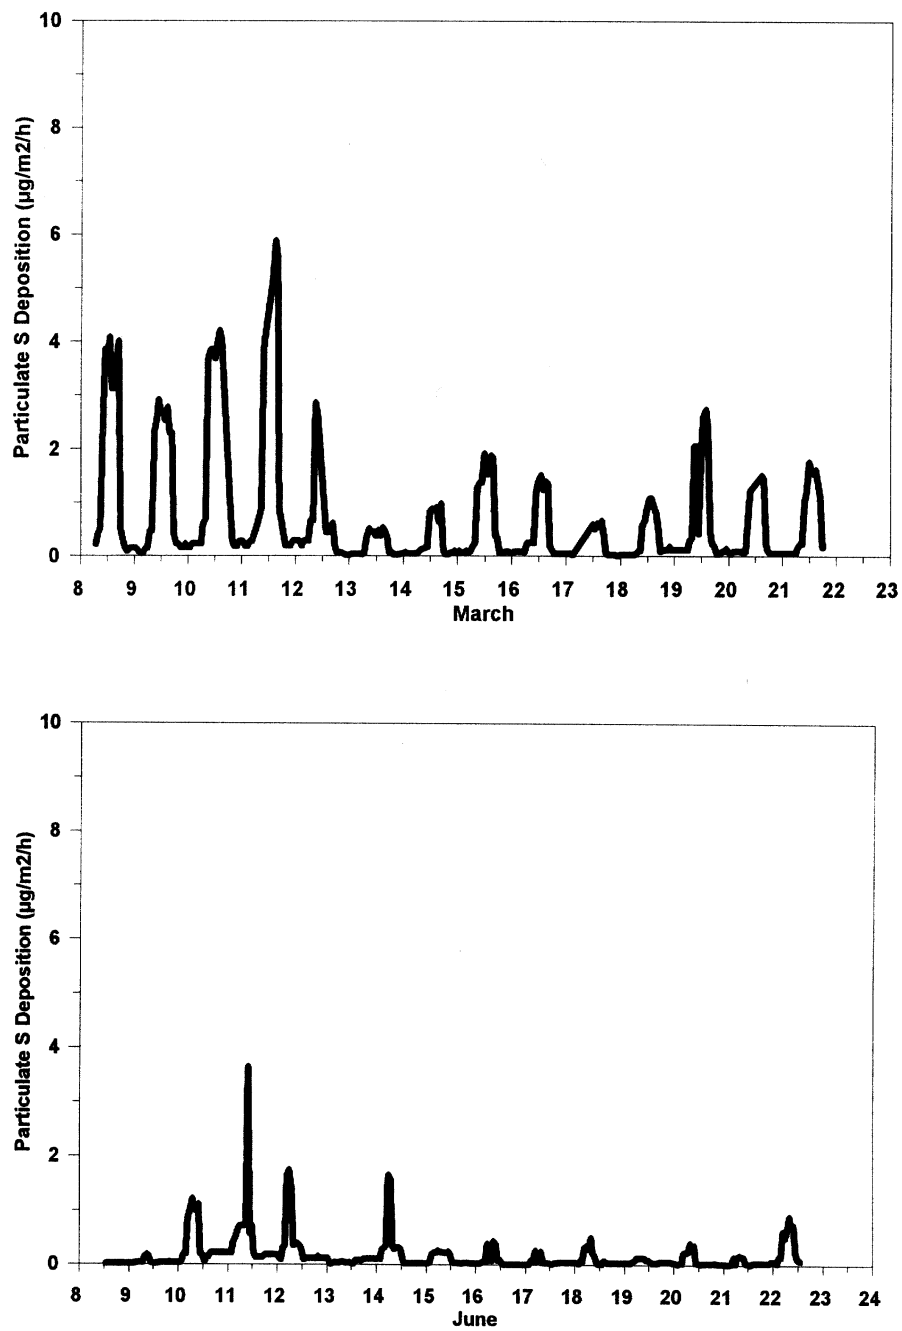 10
8
6
4
2
0
Particulate S Deposition (µg/m2/h)
8 9 10 11 12 13 14 15 16 17 18 19 20 21 22 23
March
10
8
6
4
2
0
Particulate S Deposition (µg/m2/h)
8 9 10 11 12 13 14 15 16 17 18 19 20 21 22 23 24
June